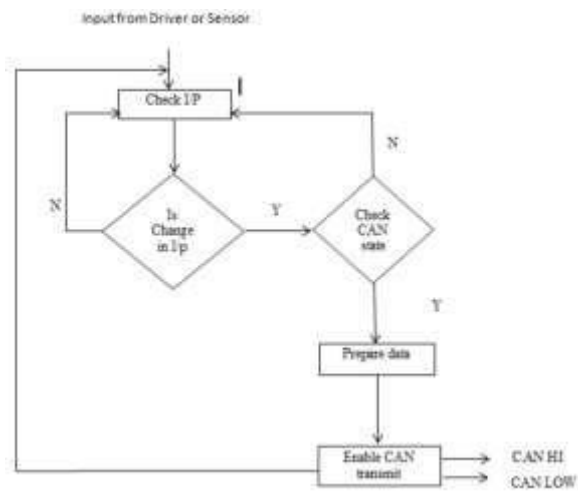 Input from Driver or Sensor
Check I/P
N
N
Is
Change
in I/p
Y
Check
CAN
state
Y
Prepare data
Enable CAN
transmit
CAN HI
CAN LOW